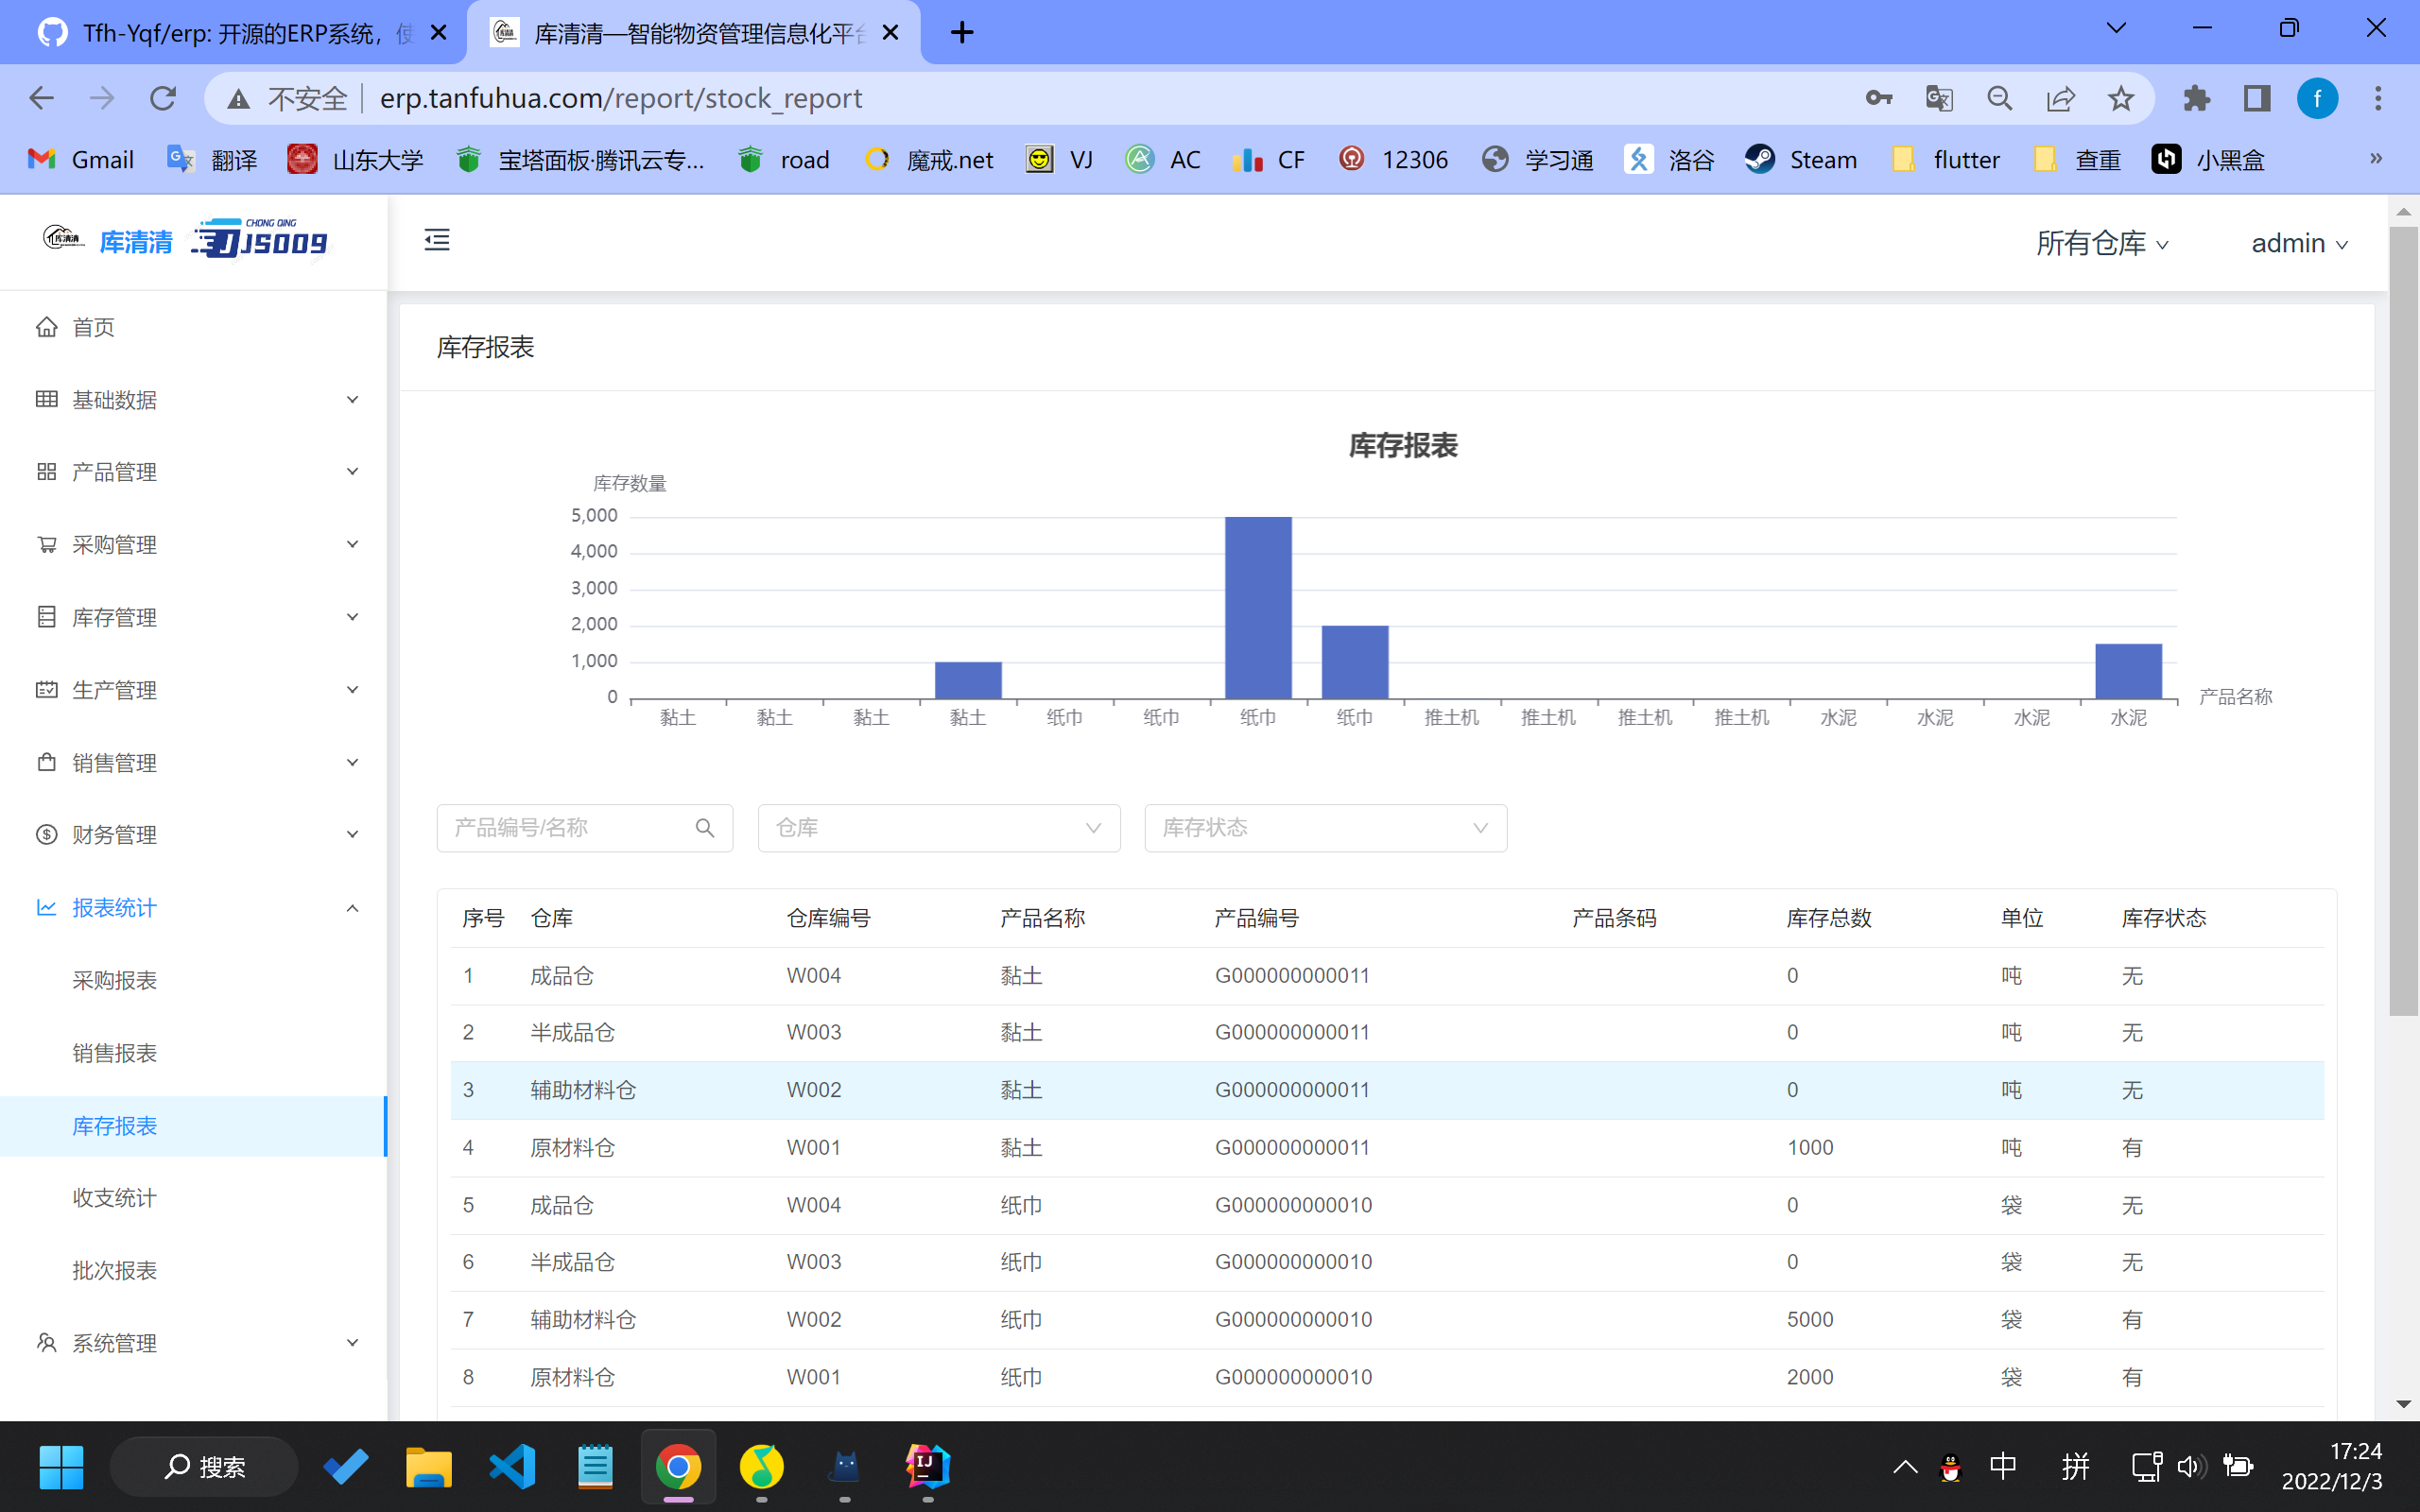 Tfh-Yqf/erp: 开源的ERP系统，使
库清清—智能物资管理信息化平台
不安全 erp.tanfuhua.com/report/stock_report
Gmail 翻译 山东大学 宝塔面板·腾讯云专... road 魔戒.net VJ AC CF 12306 学习通 洛谷 Steam flutter 查重 小黑盒 »
库清清 CHONG QING JJS009
所有仓库 admin
首页
基础数据
产品管理
采购管理
库存管理
生产管理
销售管理
财务管理
报表统计
采购报表
销售报表
库存报表
收支统计
批次报表
系统管理
库存报表
库存报表
库存数量
5,000
4,000
3,000
2,000
1,000
0
黏土 黏土 黏土 黏土 纸巾 纸巾 纸巾 纸巾 推土机 推土机 推土机 推土机 水泥 水泥 水泥 水泥
产品名称
产品编号/名称 仓库 库存状态
序号 仓库 仓库编号 产品名称 产品编号 产品条码 库存总数 单位 库存状态
1 成品仓 W004 黏土 G000000000011 0 吨 无
2 半成品仓 W003 黏土 G000000000011 0 吨 无
3 辅助材料仓 W002 黏土 G000000000011 0 吨 无
4 原材料仓 W001 黏土 G000000000011 1000 吨 有
5 成品仓 W004 纸巾 G000000000010 0 袋 无
6 半成品仓 W003 纸巾 G000000000010 0 袋 无
7 辅助材料仓 W002 纸巾 G000000000010 5000 袋 有
8 原材料仓 W001 纸巾 G000000000010 2000 袋 有
搜索
中 拼
17:24
2022/12/3